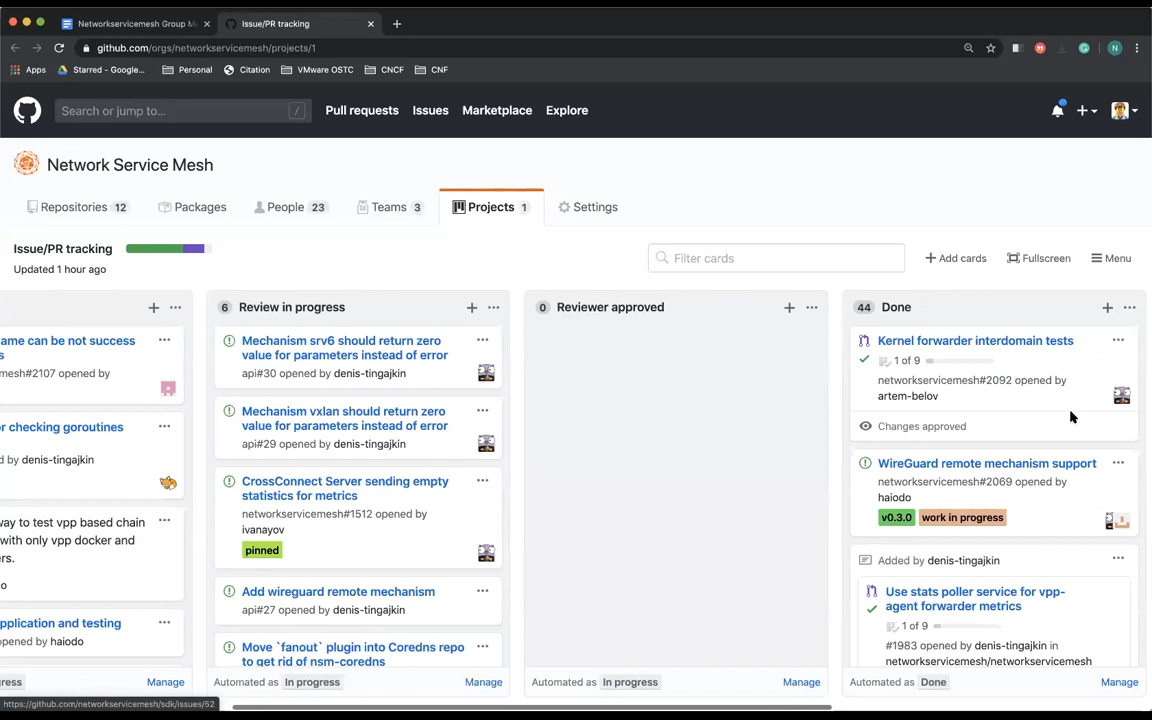 Networkservicemesh Group M
Issue/PR tracking
github.com/orgs/networkservicemesh/projects/1
N
Apps
Starred - Google...
Personal
Citation
VMware OSTC
CNCF
CNF
Search or jump to...
/
Pull requests
Issues
Marketplace
Explore
Network Service Mesh
Repositories 12
Packages
People 23
Teams 3
Projects 1
Settings
Issue/PR tracking
Updated 1 hour ago
Filter cards
+ Add cards
Fullscreen
Menu
ame can be not success
s
mesh#2107 opened by
or checking goroutines
d by denis-tingajkin
way to test vpp based chain
with only vpp docker and
rs.
o
application and testing
opened by haiodo
gress
Manage
6 Review in progress
Mechanism srv6 should return zero
value for parameters instead of error
api#30 opened by denis-tingajkin
Mechanism vxlan should return zero
value for parameters instead of error
api#29 opened by denis-tingajkin
CrossConnect Server sending empty
statistics for metrics
networkservicemesh#1512 opened by
ivanayov
pinned
Add wireguard remote mechanism
api#27 opened by denis-tingajkin
Move `fanout` plugin into Coredns repo
to get rid of nsm-coredns
Automated as In progress
Manage
0 Reviewer approved
Automated as In progress
Manage
44 Done
Kernel forwarder interdomain tests
1 of 9
networkservicemesh#2092 opened by
artem-belov
Changes approved
WireGuard remote mechanism support
networkservicemesh#2069 opened by
haiodo
v0.3.0 work in progress
Added by denis-tingajkin
Use stats poller service for vpp-
agent forwarder metrics
1 of 9
#1983 opened by denis-tingajkin in
networkservicemesh/networkservicemesh
Automated as Done
Manage
https://github.com/networkservicemesh/sdk/issues/52